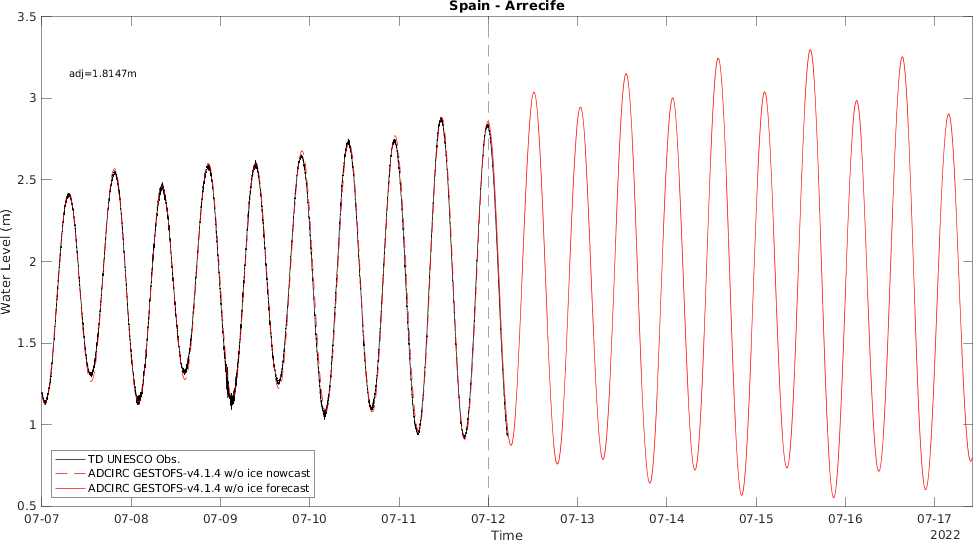 Spain - Arrecife
3.5
3
2.5
2
1.5
1
0.5
Water Level (m)
adj=1.8147m
TD UNESCO Obs.
ADCIRC GESTOFS-v4.1.4 w/o ice nowcast
ADCIRC GESTOFS-v4.1.4 w/o ice forecast
07-07 07-08 07-09 07-10 07-11 07-12 07-13 07-14 07-15 07-16 07-17
Time
2022